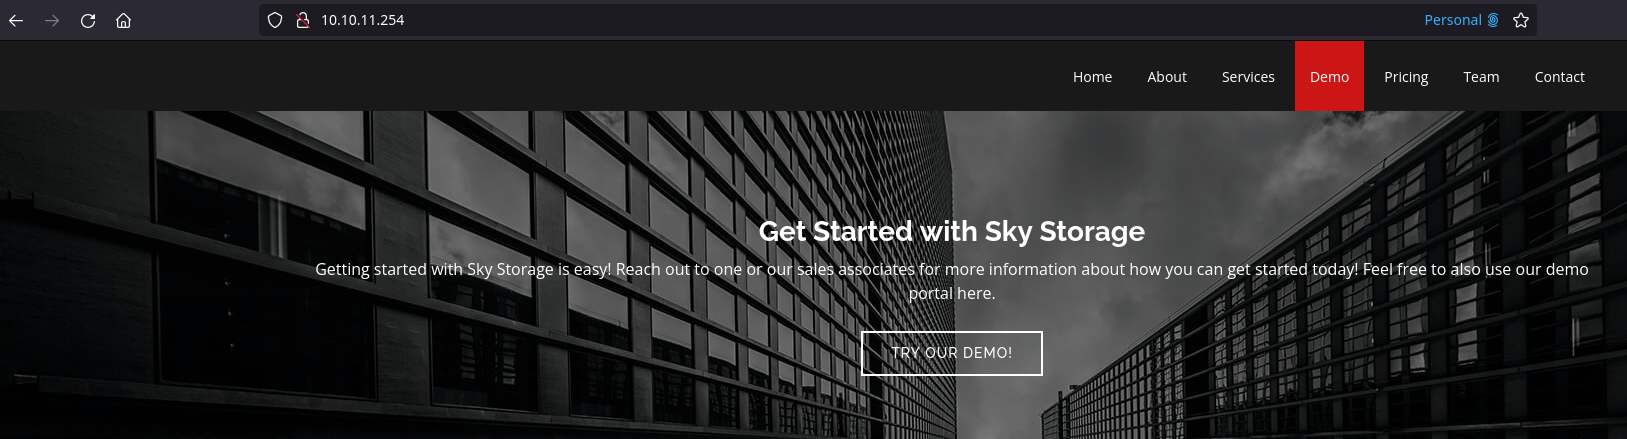 10.10.11.254
Personal
Home About Services Demo Pricing Team Contact
Get Started with Sky Storage
Getting started with Sky Storage is easy! Reach out to one or our sales associates for more information about how you can get started today! Feel free to also use our demo
portal here.
TRY OUR DEMO!